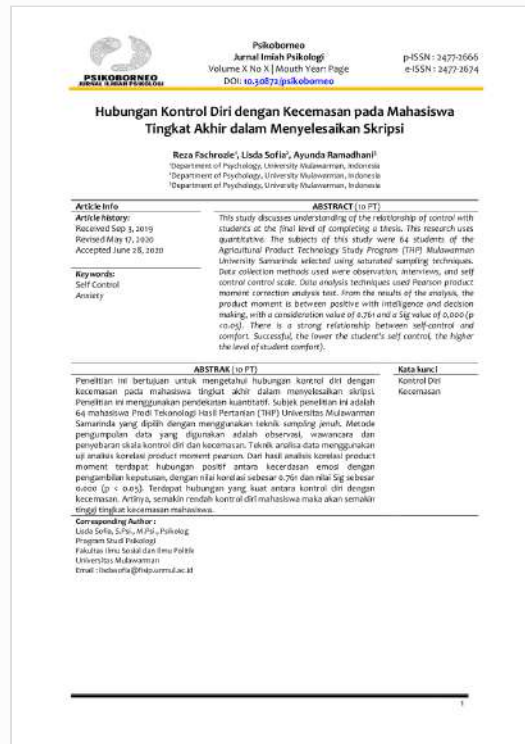 PSIKOBORNEO
JURNAL ILMIAH PSIKOLOGI
Psikoborneo
Jurnal Imiah Psikologi
Volume X No X | Mouth Year: Page
DOI: 10.30872/psikoborneo
p-ISSN : 2477-2666
e-ISSN : 2477-2674
Hubungan Kontrol Diri dengan Kecemasan pada Mahasiswa
Tingkat Akhir dalam Menyelesaikan Skripsi
Reza Fachrozie¹, Lisda Sofia², Ayunda Ramadhani³
¹Department of Psychology, University Mulawarman, Indonesia
²Department of Psychology, University Mulawarman, Indonesia
³Department of Psychology, University Mulawarman, Indonesia
Article Info
Article history:
Received Sep 3, 2019
Revised May 17, 2020
Accepted June 28, 2020
Keywords:
Self Control
Anxiety
ABSTRACT (10 PT)
This study discusses understanding of the relationship of control with
students at the final level of completing a thesis. This research uses
quantitative. The subjects of this study were 64 students of the
Agricultural Product Technology Study Program (THP) Mulawarman
University Samarinda selected using saturated sampling techniques.
Data collection methods used were observation, interviews, and self
control control scale. Data analysis techniques used Pearson product
moment correction analysis test. From the results of the analysis, the
product moment is between positive with intelligence and decision
making, with a consideration value of 0.761 and a Sig value of 0,000 (p
<0.05). There is a strong relationship between self-control and
comfort. Successful, the lower the student's self control, the higher
the level of student comfort).
ABSTRAK (10 PT)
Penelitian ini bertujuan untuk mengetahui hubungan kontrol diri dengan
kecemasan pada mahasiswa tingkat akhir dalam menyelesaikan skripsi.
Penelitian ini menggunakan pendekatan kuantitatif. Subjek penelitian ini adalah
64 mahasiswa Prodi Tekanologi Hasil Pertanian (THP) Universitas Mulawarman
Samarinda yang dipilih dengan menggunakan teknik sampling jenuh. Metode
pengumpulan data yang digunakan adalah observasi, wawancara dan
penyebaran skala kontrol diri dan kecemasan. Teknik analisa data menggunakan
uji analisis korelasi product moment pearson. Dari hasil analisis korelasi product
moment terdapat hubungan positif antara kecerdasan emosi dengan
pengambilan keputusan, dengan nilai korelasi sebesar 0.761 dan nilai Sig sebesar
0.000 (p < 0.05). Terdapat hubungan yang kuat antara kontrol diri dengan
kecemasan. Artinya, semakin rendah kontrol diri mahasiswa maka akan semakin
tinggi tingkat kecemasan mahasiswa.
Kata kunci
Kontrol Diri
Kecemasan
Corresponding Author :
Lisda Sofia, S.Psi., M.Psi., Psikolog
Program Studi Psikologi
Fakultas Ilmu Sosial dan Ilmu Politik
Universitas Mulawarman
Email : lisdasofia@fisip.unmul.ac.id
1